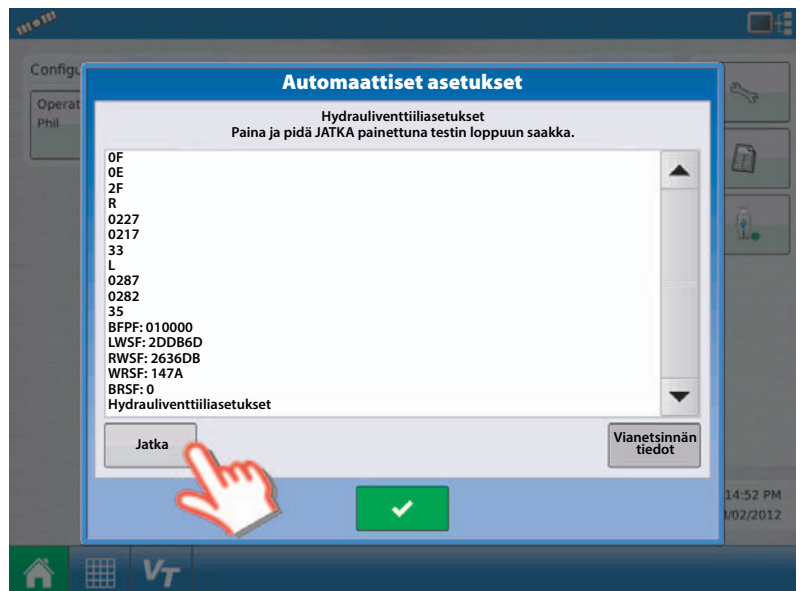 Configu
Operat
Phil
Automaattiset asetukset
Hydrauliventtiiliasetukset
Paina ja pidä JATKA painettuna testin loppuun saakka.
0F
0E
2F
R
0227
0217
33
L
0287
0282
35
BFPF: 010000
LWSF: 2DDB6D
RWSF: 2636DB
WRSF: 147A
BRSF: 0
Hydrauliventtiiliasetukset
Jatka
Vianetsinnän
tiedot
14:52 PM
/02/2012
VT